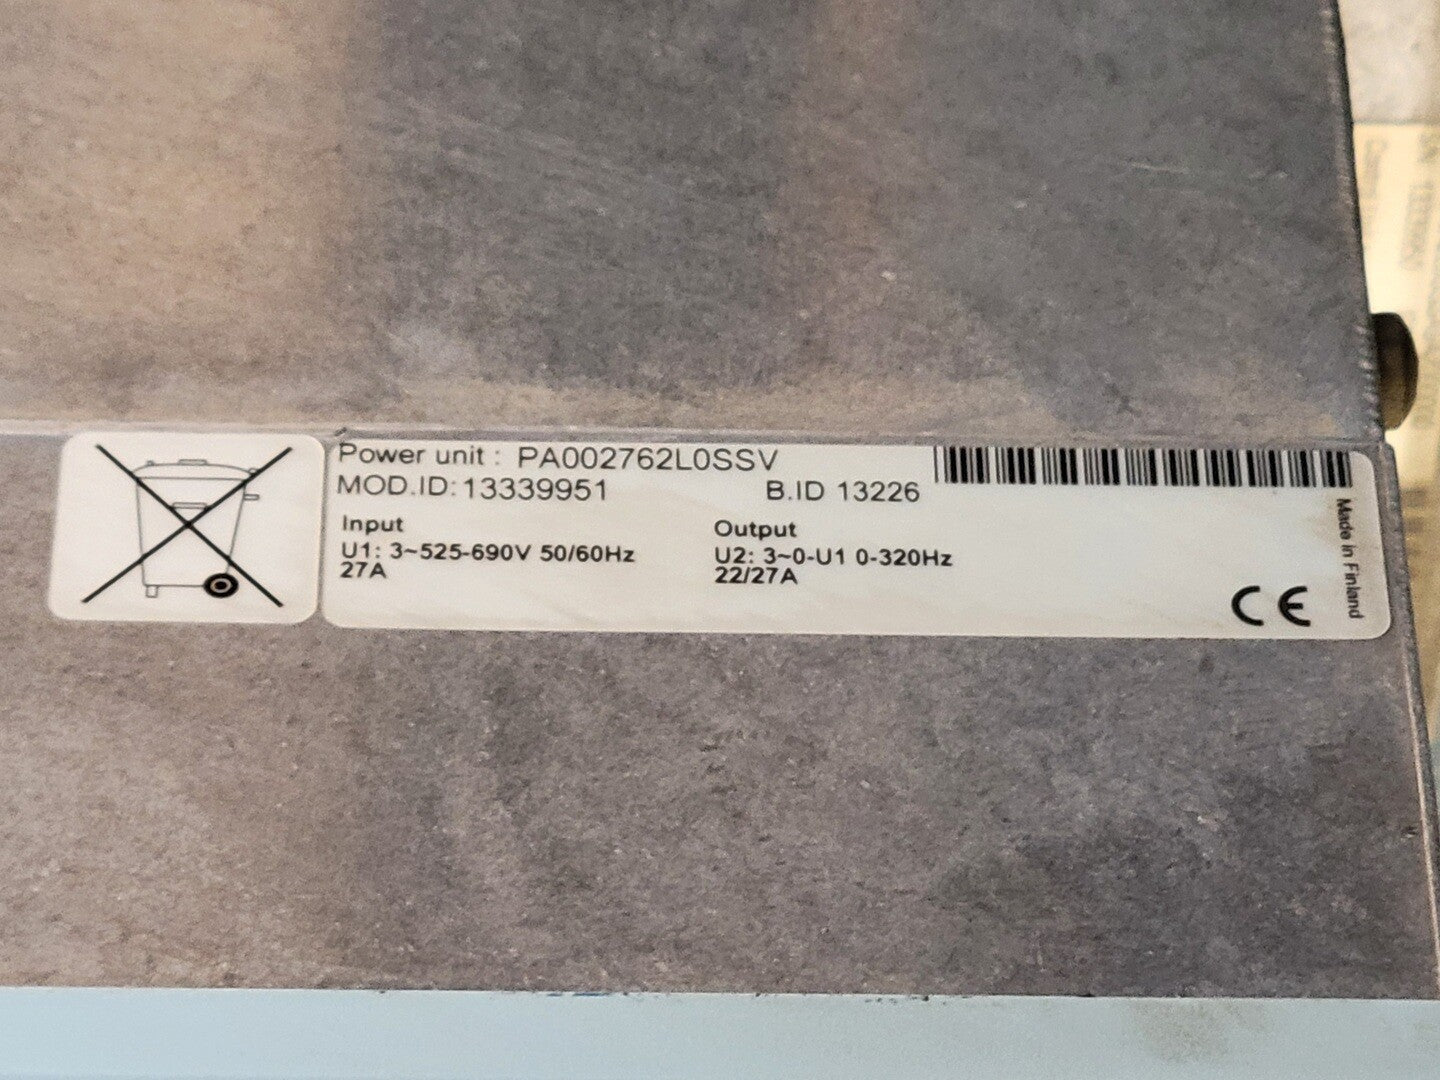 Power unit : PA002762L0SSV
MOD.ID: 13339951 B.ID 13226
Input
U1: 3~525-690V 50/60Hz
27A
Output
U2: 3~0-U1 0-320Hz
22/27A
CE
Made in Finland